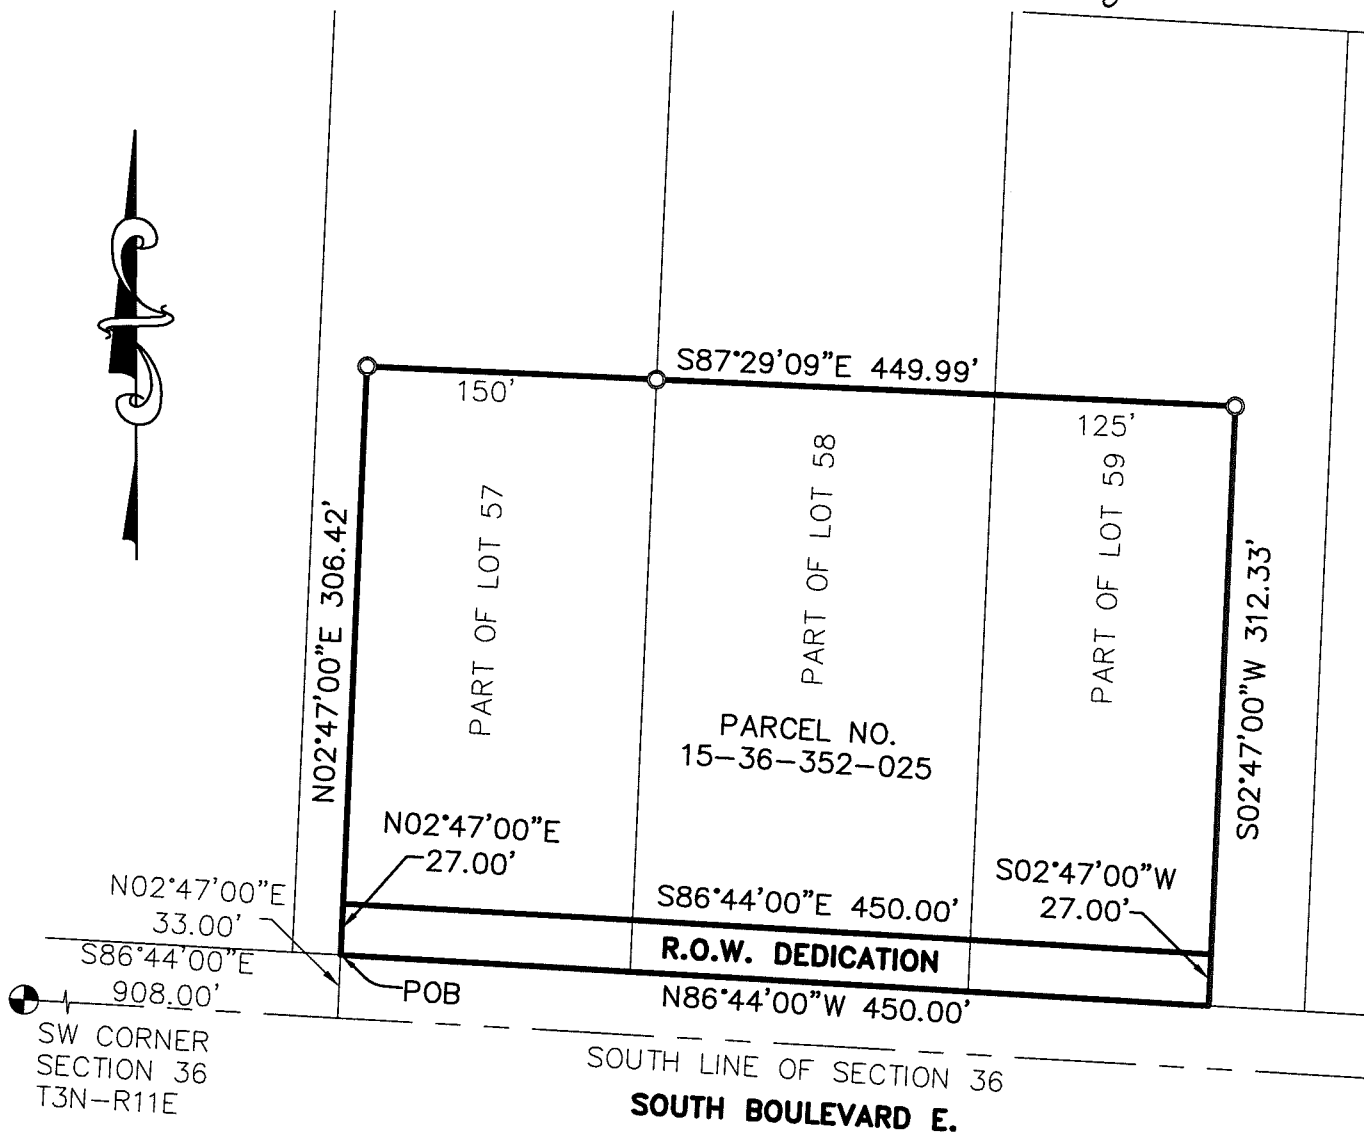 S87°29'09"E 449.99'
150'
125'
PART OF LOT 57
PART OF LOT 58
PART OF LOT 59
N02°47'00"E 306.42'
S02°47'00"W 312.33'
PARCEL NO.
15-36-352-025
N02°47'00"E
27.00'
S02°47'00"W
27.00'
N02°47'00"E
33.00'
S86°44'00"E 450.00'
R.O.W. DEDICATION
S86°44'00"E
908.00'
POB
N86°44'00"W 450.00'
SW CORNER
SECTION 36
T3N-R11E
SOUTH LINE OF SECTION 36
SOUTH BOULEVARD E.